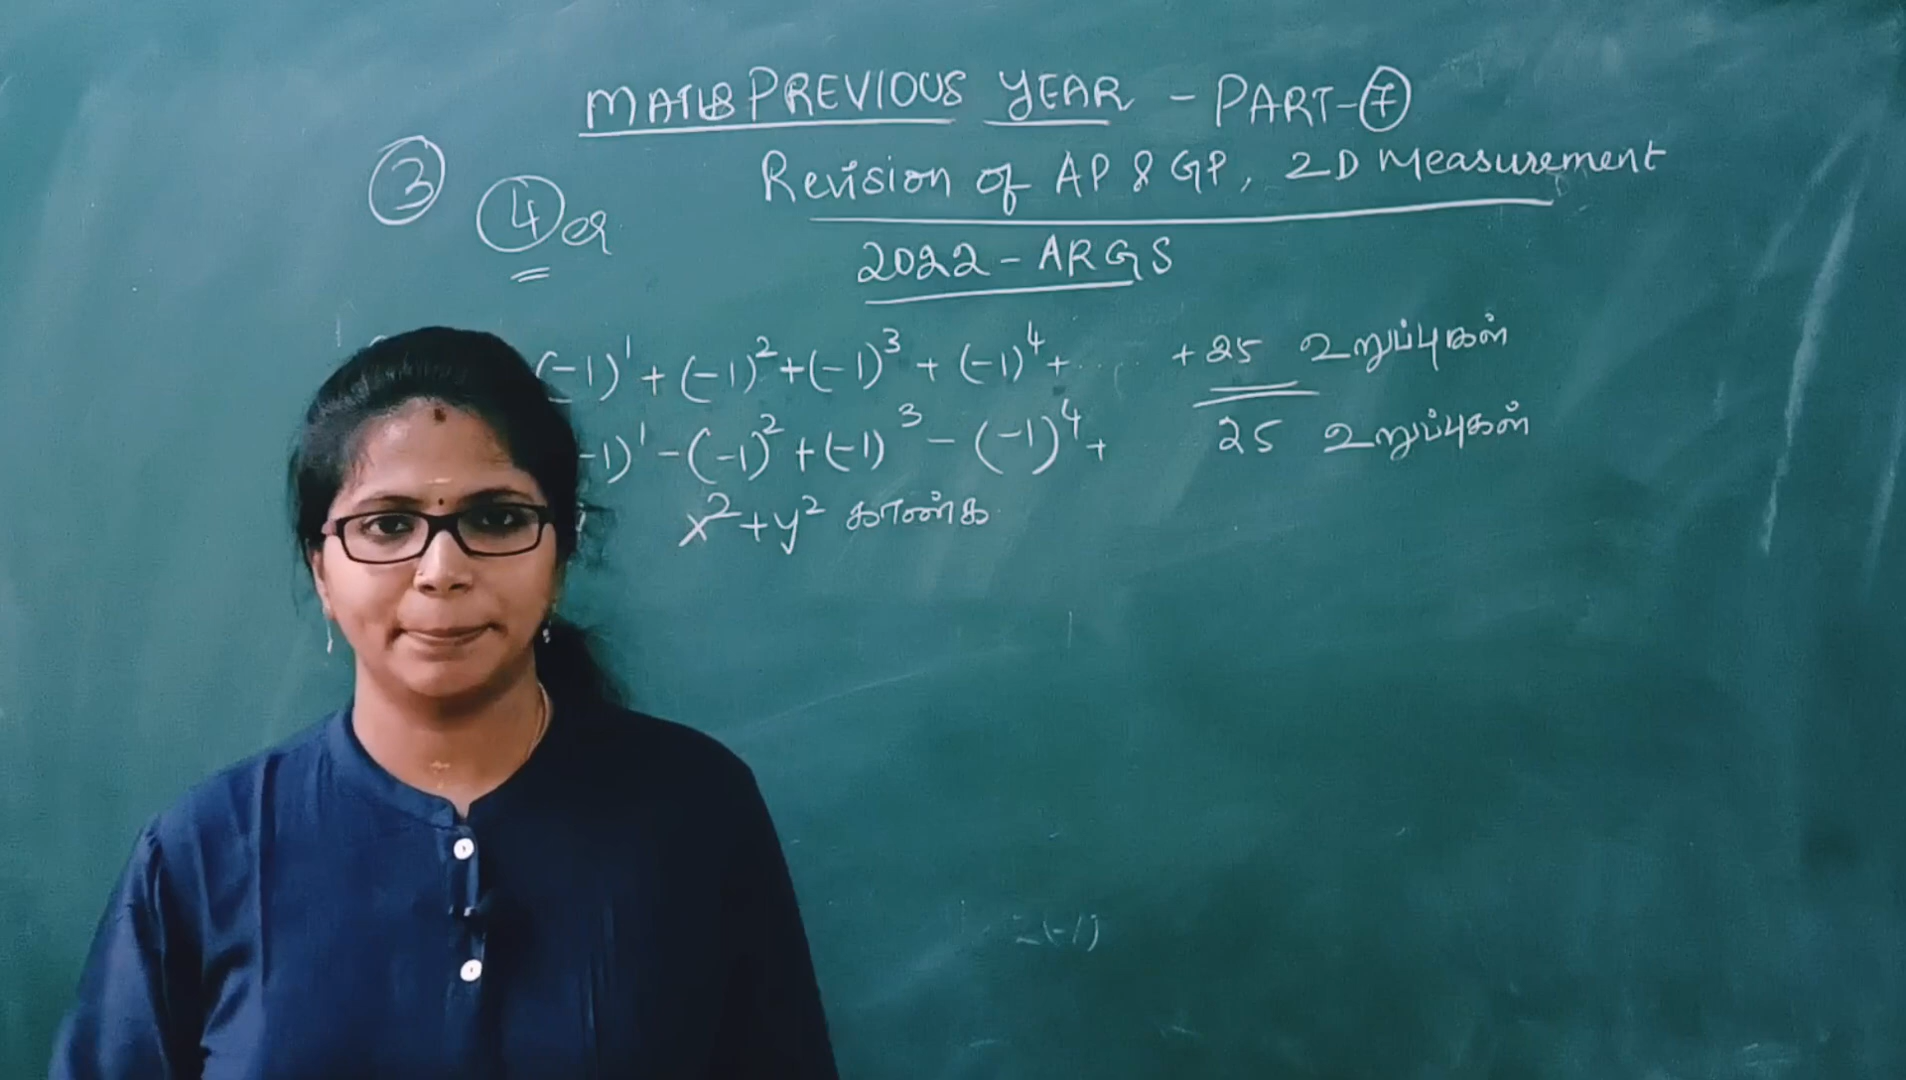 MATHS PREVIOUS YEAR - PART-7
Revision of AP & GP, 2D Measurement
3
4
2022 - ARGS
(-1)¹ + (-1)² + (-1)³ + (-1)⁴ + .... + 25 உறுப்புகள்
-1)¹ - (-1)² + (-1)³ - (-1)⁴ + 25 உறுப்புகள்
x² + y² காண்க
2(-1)